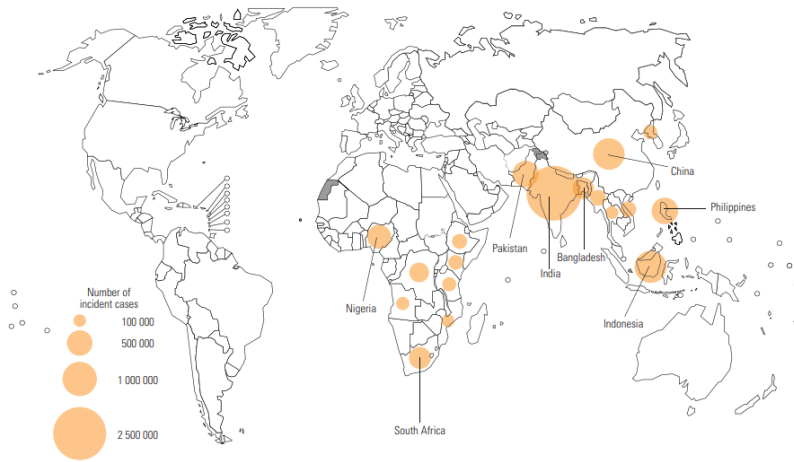 China
Philippines
Pakistan
Bangladesh
India
Nigeria
Indonesia
South Africa
Number of
incident cases
100 000
500 000
1 000 000
2 500 000